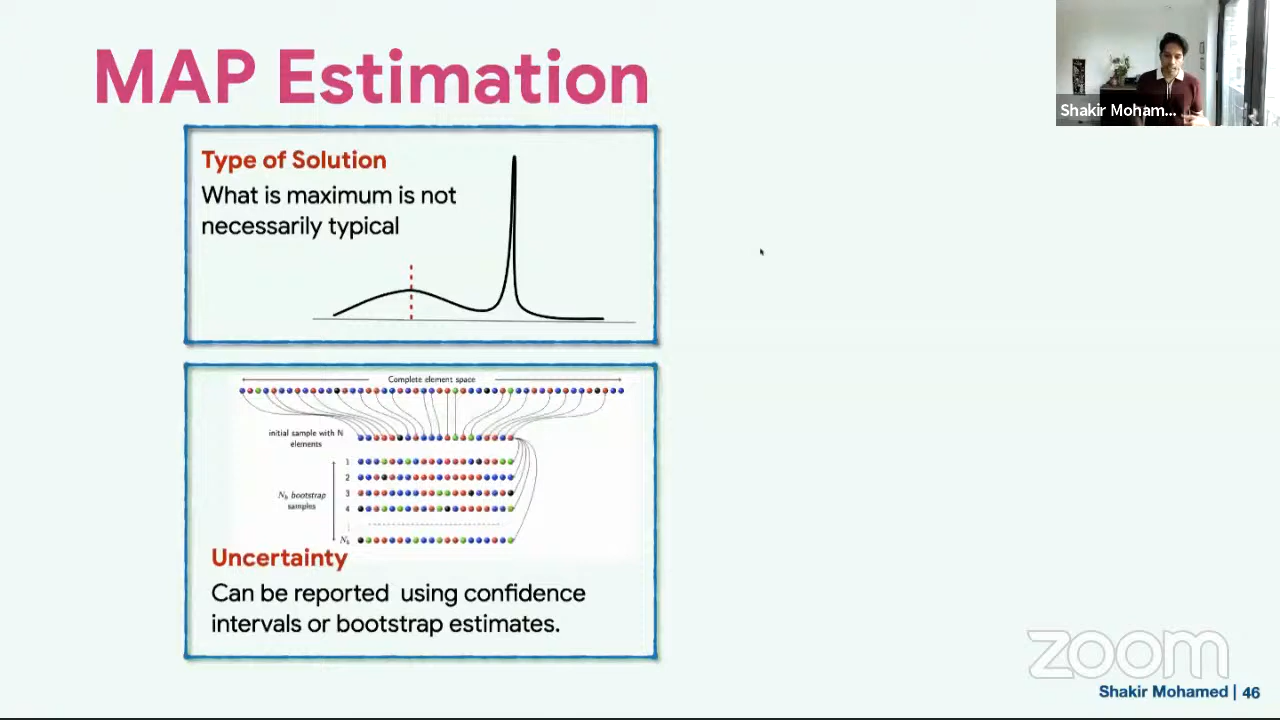 MAP Estimation
Shakir Moham...
Type of Solution
What is maximum is not
necessarily typical
Complete element space
initial sample with N
elements
1
2
3
4
N_b bootstrap
samples
N_b
Uncertainty
Can be reported using confidence
intervals or bootstrap estimates.
zoom
Shakir Mohamed | 46